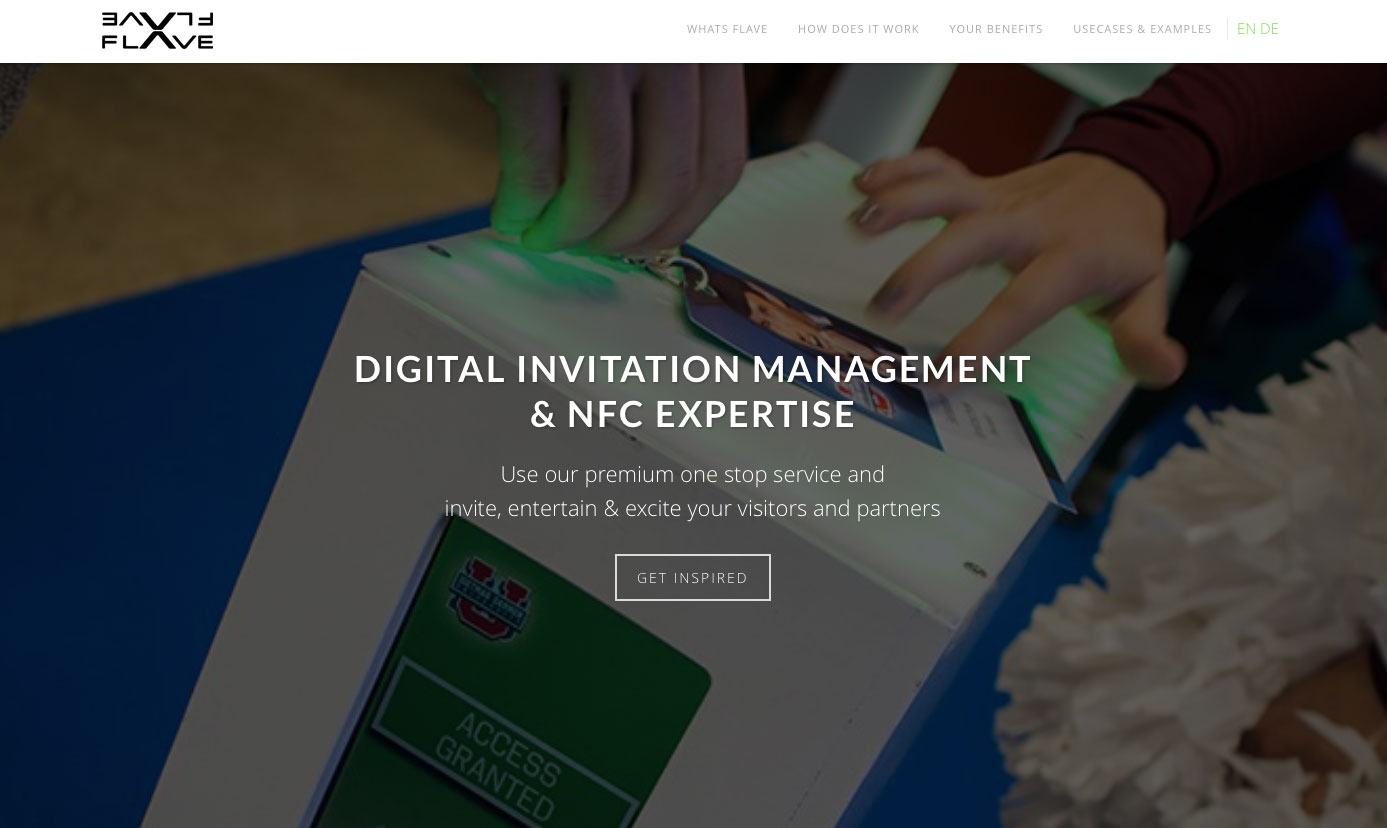 FLAVE
FLAVE
WHATS FLAVE
HOW DOES IT WORK
YOUR BENEFITS
USECASES & EXAMPLES
EN DE
DIGITAL INVITATION MANAGEMENT
& NFC EXPERTISE
Use our premium one stop service and
invite, entertain & excite your visitors and partners
GET INSPIRED
U
ACCESS
GRANTED